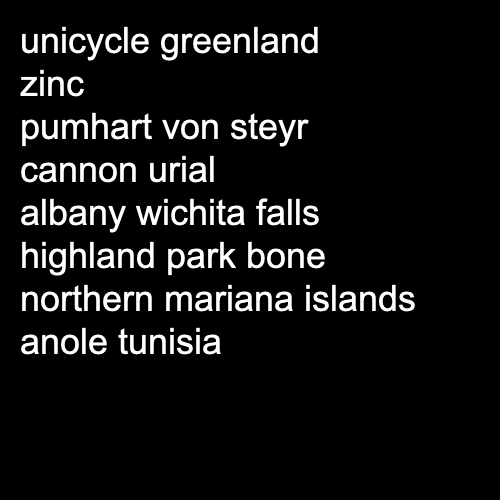 unicycle greenland
zinc
pumhart von steyr
cannon urial
albany wichita falls
highland park bone
northern mariana islands
anole tunisia